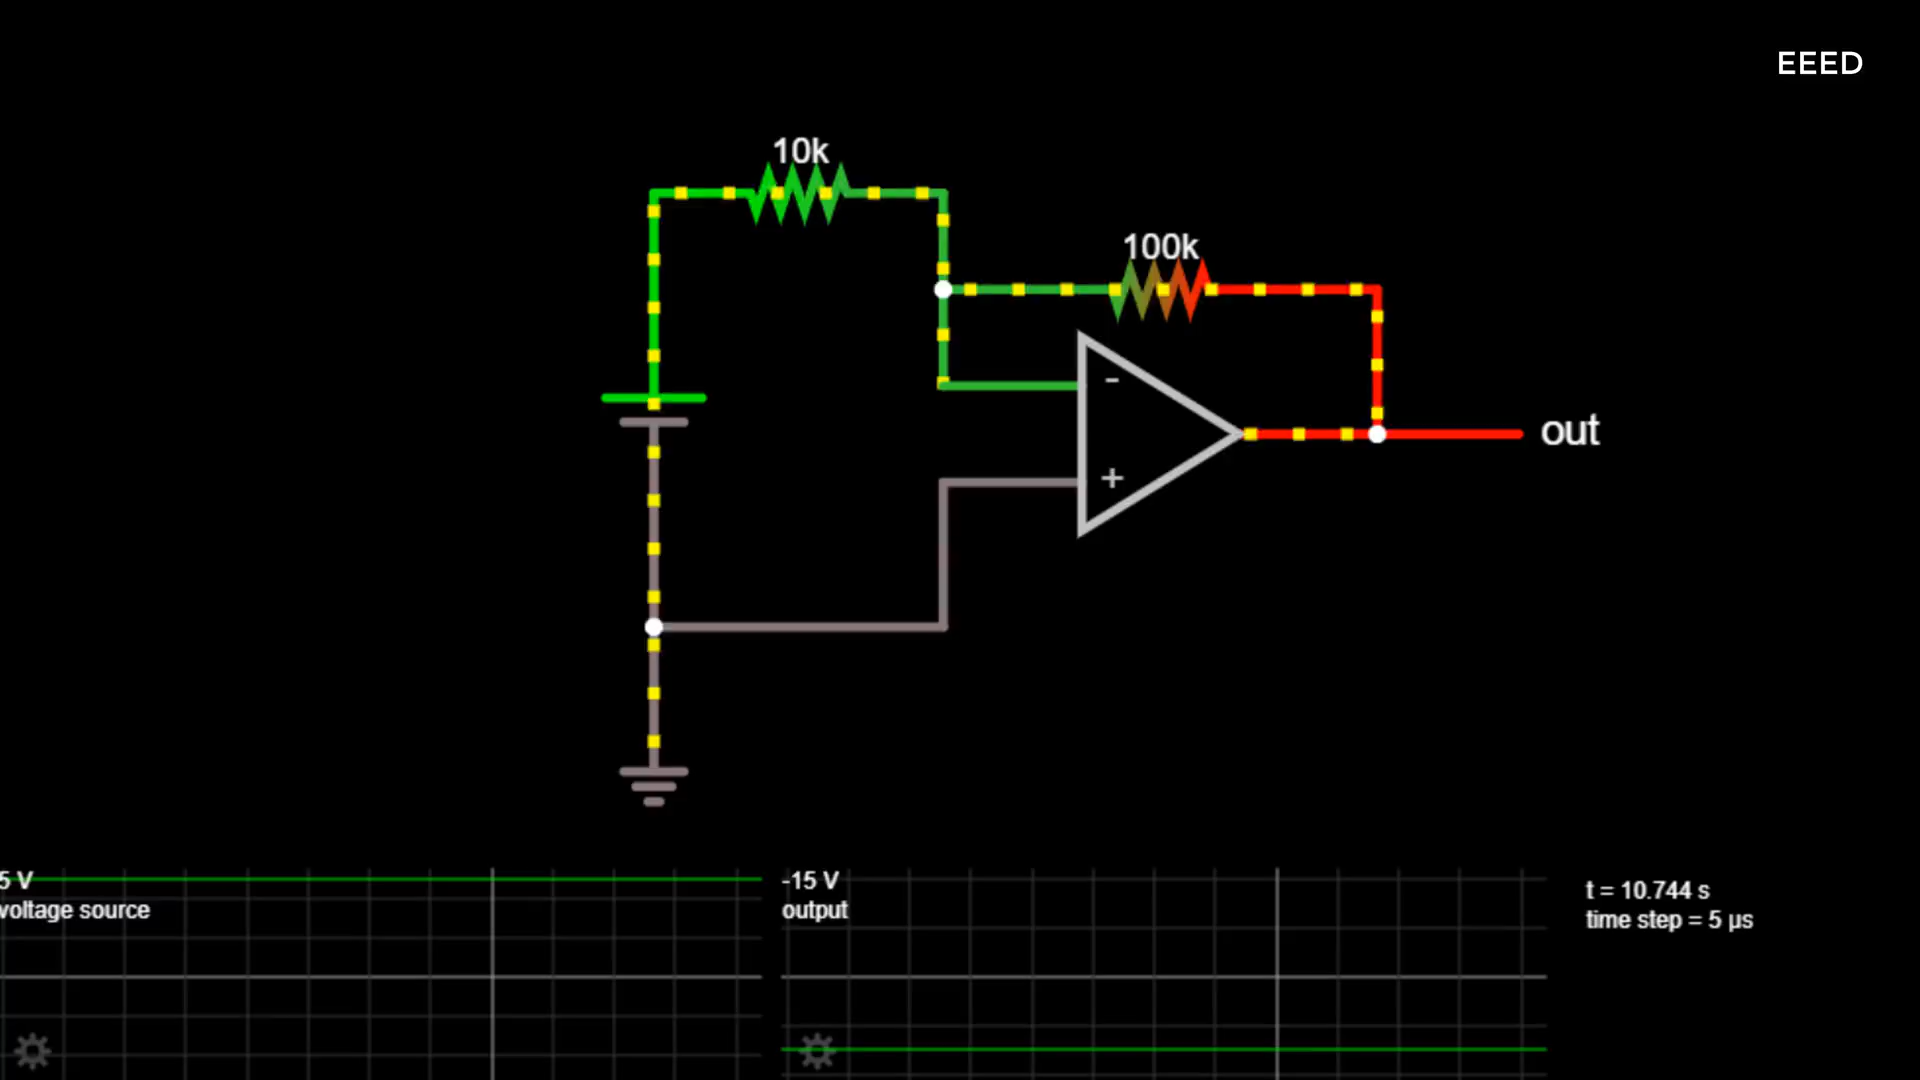 EEED
10k
100k
-
+
out
5 V
voltage source
-15 V
output
t = 10.744 s
time step = 5 µs